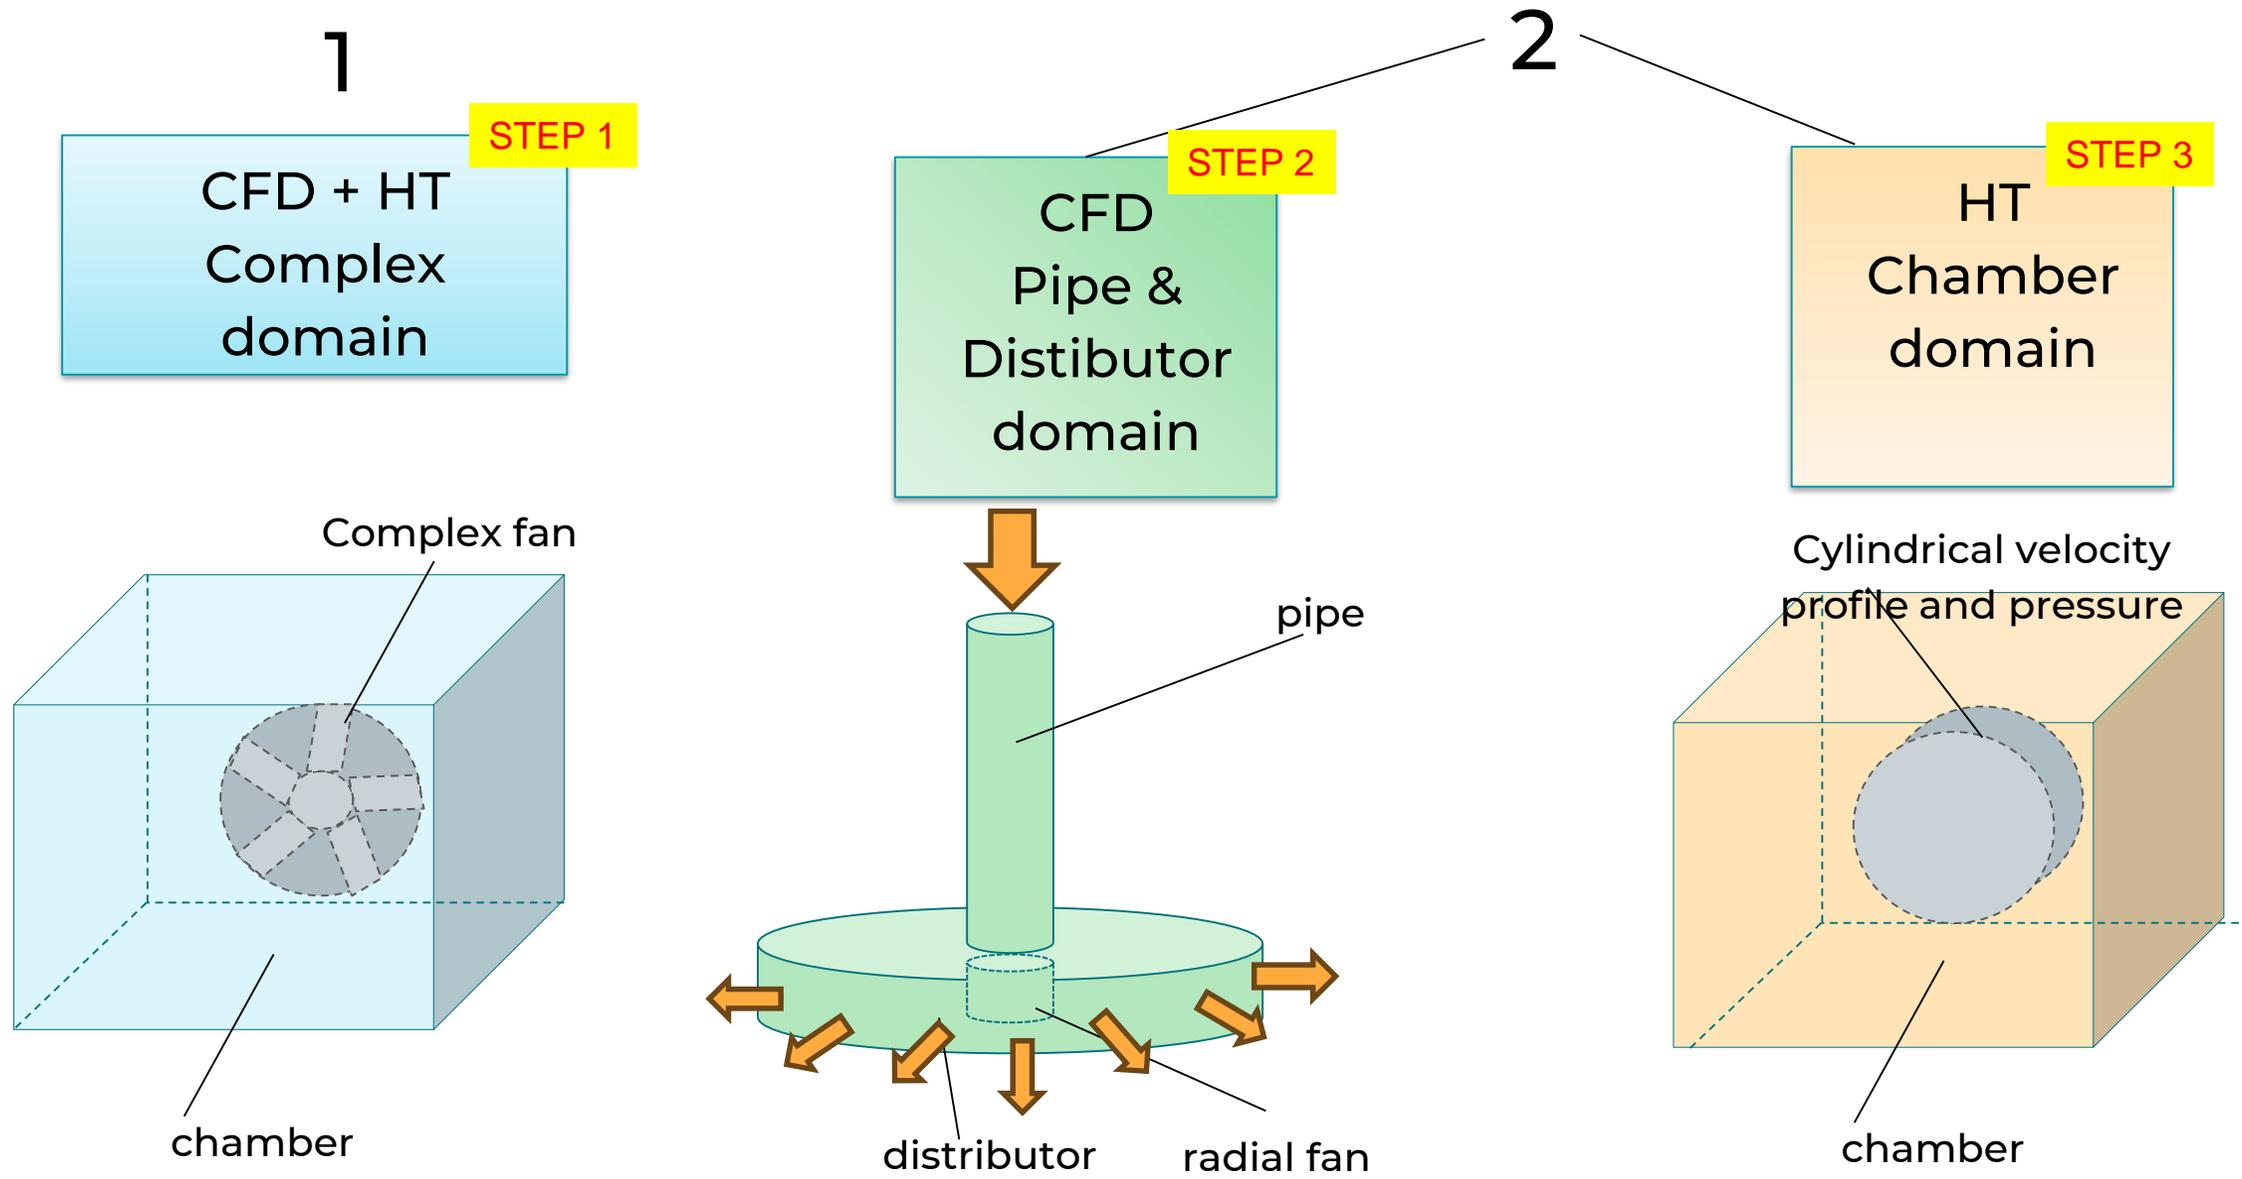 1
STEP 1
CFD + HT
Complex
domain
Complex fan
chamber
2
STEP 2
CFD
Pipe &
Distibutor
domain
pipe
distributor
radial fan
STEP 3
HT
Chamber
domain
Cylindrical velocity
profile and pressure
chamber